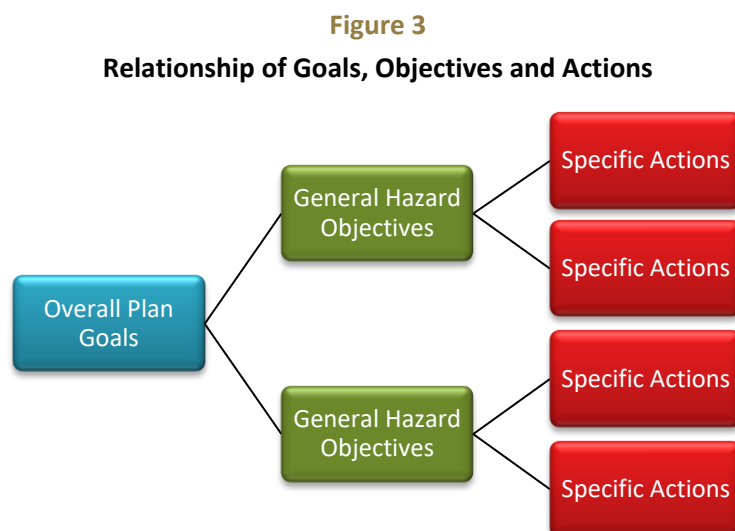 Figure 3
Relationship of Goals, Objectives and Actions
Specific Actions
General Hazard
Objectives
Specific Actions
Overall Plan
Goals
Specific Actions
General Hazard
Objectives
Specific Actions